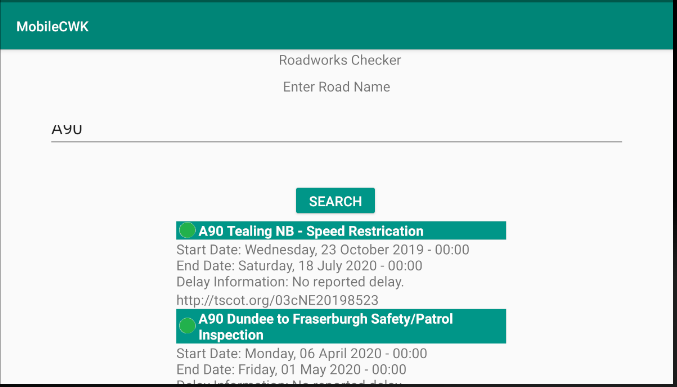 MobileCWK
Roadworks Checker
Enter Road Name
A90
SEARCH
A90 Tealing NB - Speed Restrication
Start Date: Wednesday, 23 October 2019 - 00:00
End Date: Saturday, 18 July 2020 - 00:00
Delay Information: No reported delay.
http://tscot.org/03cNE20198523
A90 Dundee to Fraserburgh Safety/Patrol
Inspection
Start Date: Monday, 06 April 2020 - 00:00
End Date: Friday, 01 May 2020 - 00:00
Delay Information: No reported delay